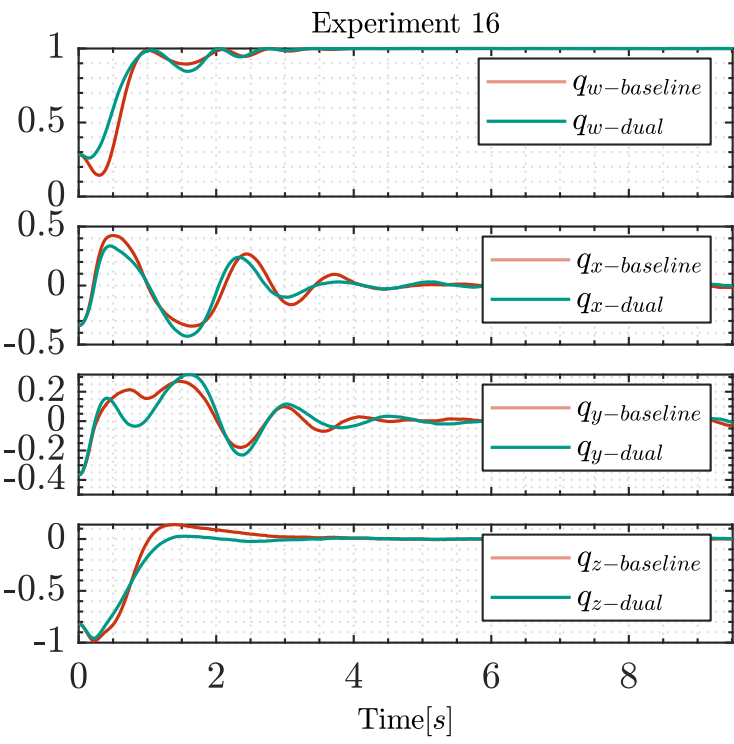 Experiment 16
1
0.5
0
q_{w-baseline}
q_{w-dual}
0.5
0
-0.5
q_{x-baseline}
q_{x-dual}
0.2
0
-0.2
-0.4
q_{y-baseline}
q_{y-dual}
0
-0.5
-1
q_{z-baseline}
q_{z-dual}
0 2 4 6 8
Time[s]